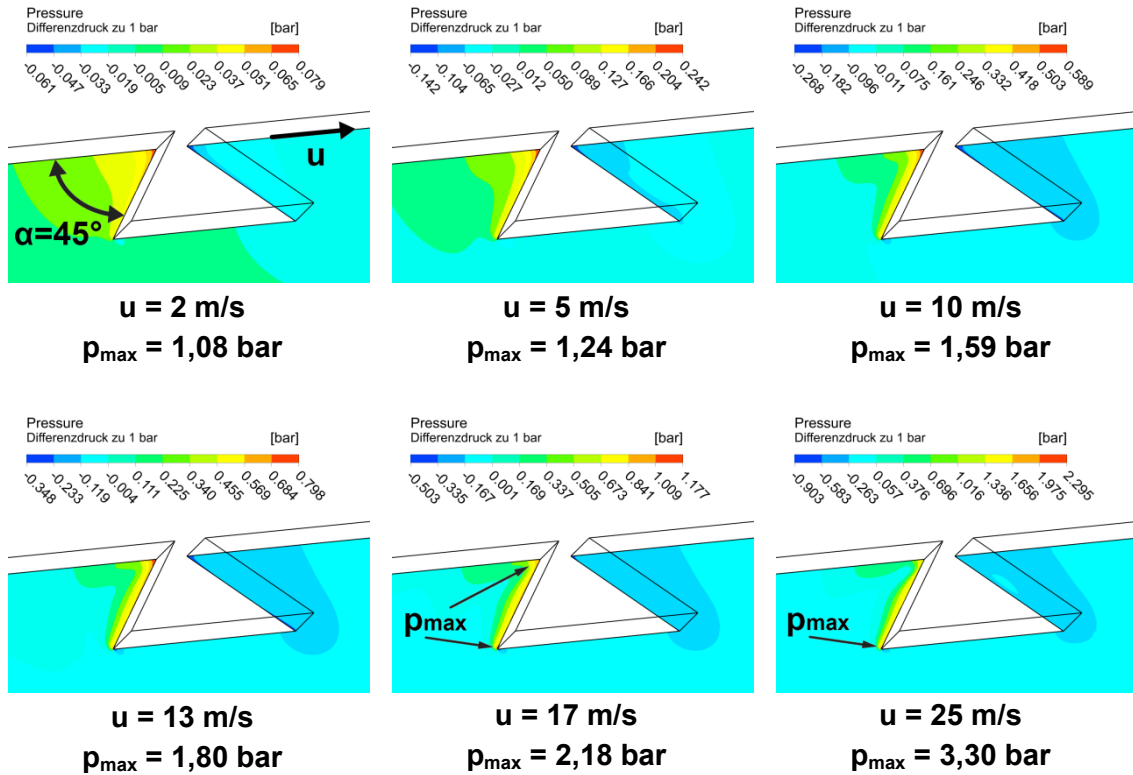 Pressure
Differenzdruck zu 1 bar [bar]
-0.061 -0.047 -0.033 -0.019 -0.005 0.009 0.023 0.037 0.051 0.065 0.079
u
α=45°
u = 2 m/s
pmax = 1,08 bar
Pressure
Differenzdruck zu 1 bar [bar]
-0.142 -0.104 -0.065 -0.027 0.012 0.050 0.089 0.127 0.166 0.204 0.242
u = 5 m/s
pmax = 1,24 bar
Pressure
Differenzdruck zu 1 bar [bar]
-0.268 -0.182 -0.096 -0.011 0.075 0.161 0.246 0.332 0.418 0.503 0.589
u = 10 m/s
pmax = 1,59 bar
Pressure
Differenzdruck zu 1 bar [bar]
-0.348 -0.233 -0.119 -0.004 0.111 0.225 0.340 0.455 0.569 0.684 0.798
u = 13 m/s
pmax = 1,80 bar
Pressure
Differenzdruck zu 1 bar [bar]
-0.503 -0.335 -0.167 0.001 0.169 0.337 0.505 0.673 0.841 1.009 1.177
pmax
u = 17 m/s
pmax = 2,18 bar
Pressure
Differenzdruck zu 1 bar [bar]
-0.903 -0.583 -0.263 0.057 0.376 0.696 1.016 1.336 1.656 1.975 2.295
pmax
u = 25 m/s
pmax = 3,30 bar